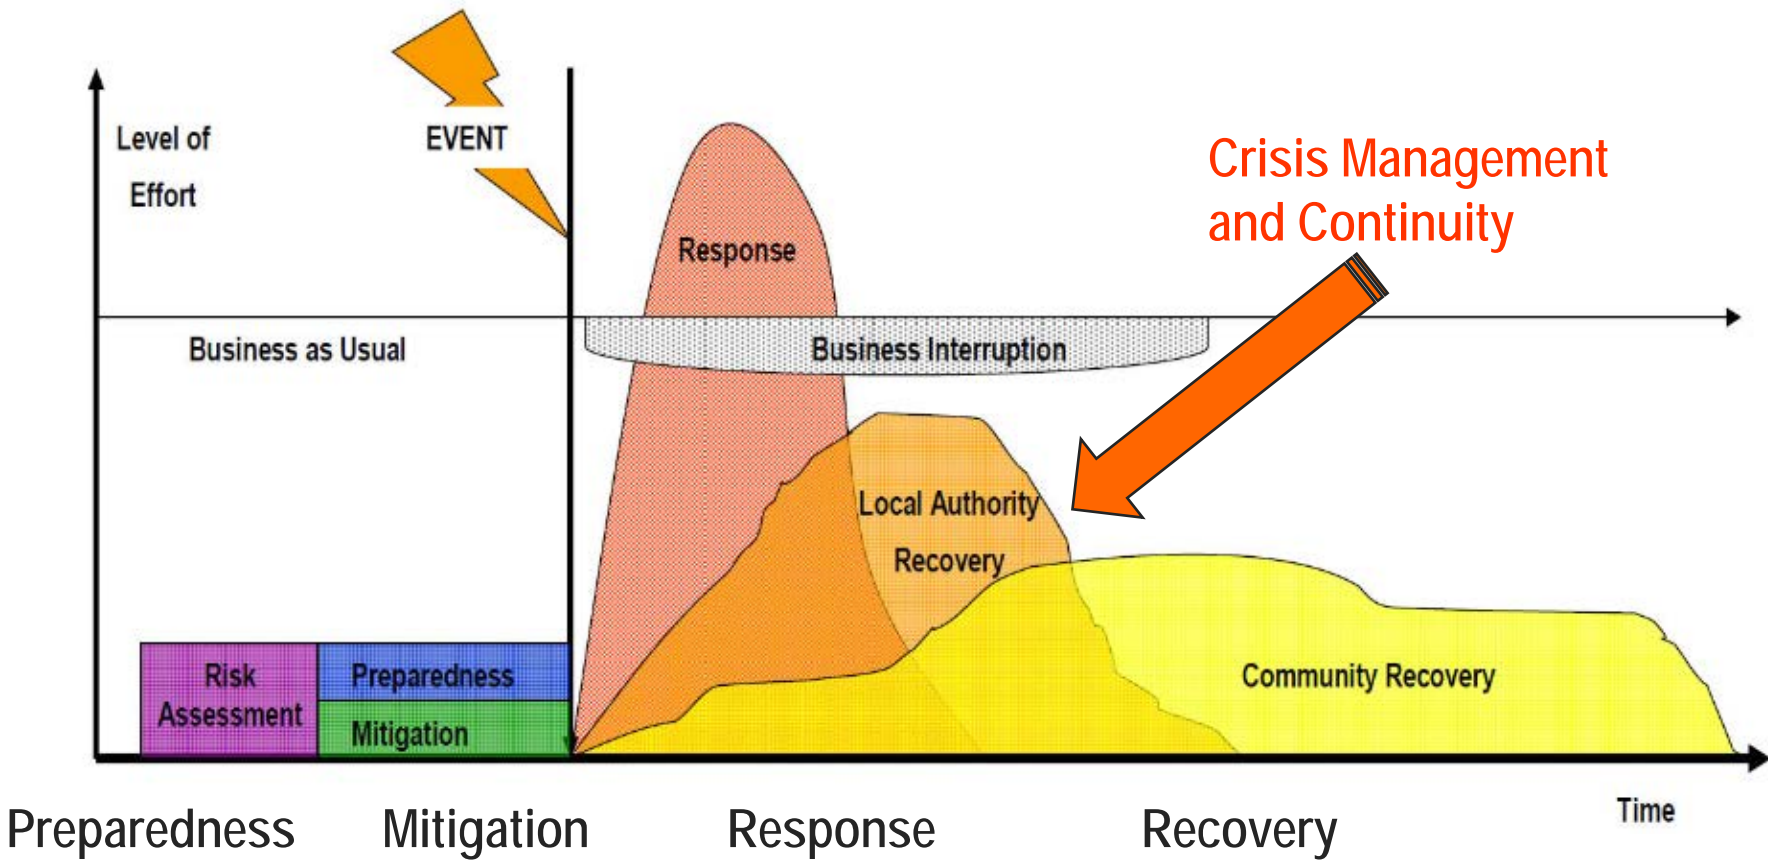 Level of
Effort
EVENT
Crisis Management
and Continuity
Response
Business as Usual
Business Interruption
Local Authority
Recovery
Risk
Assessment
Preparedness
Mitigation
Community Recovery
Time
Preparedness
Mitigation
Response
Recovery